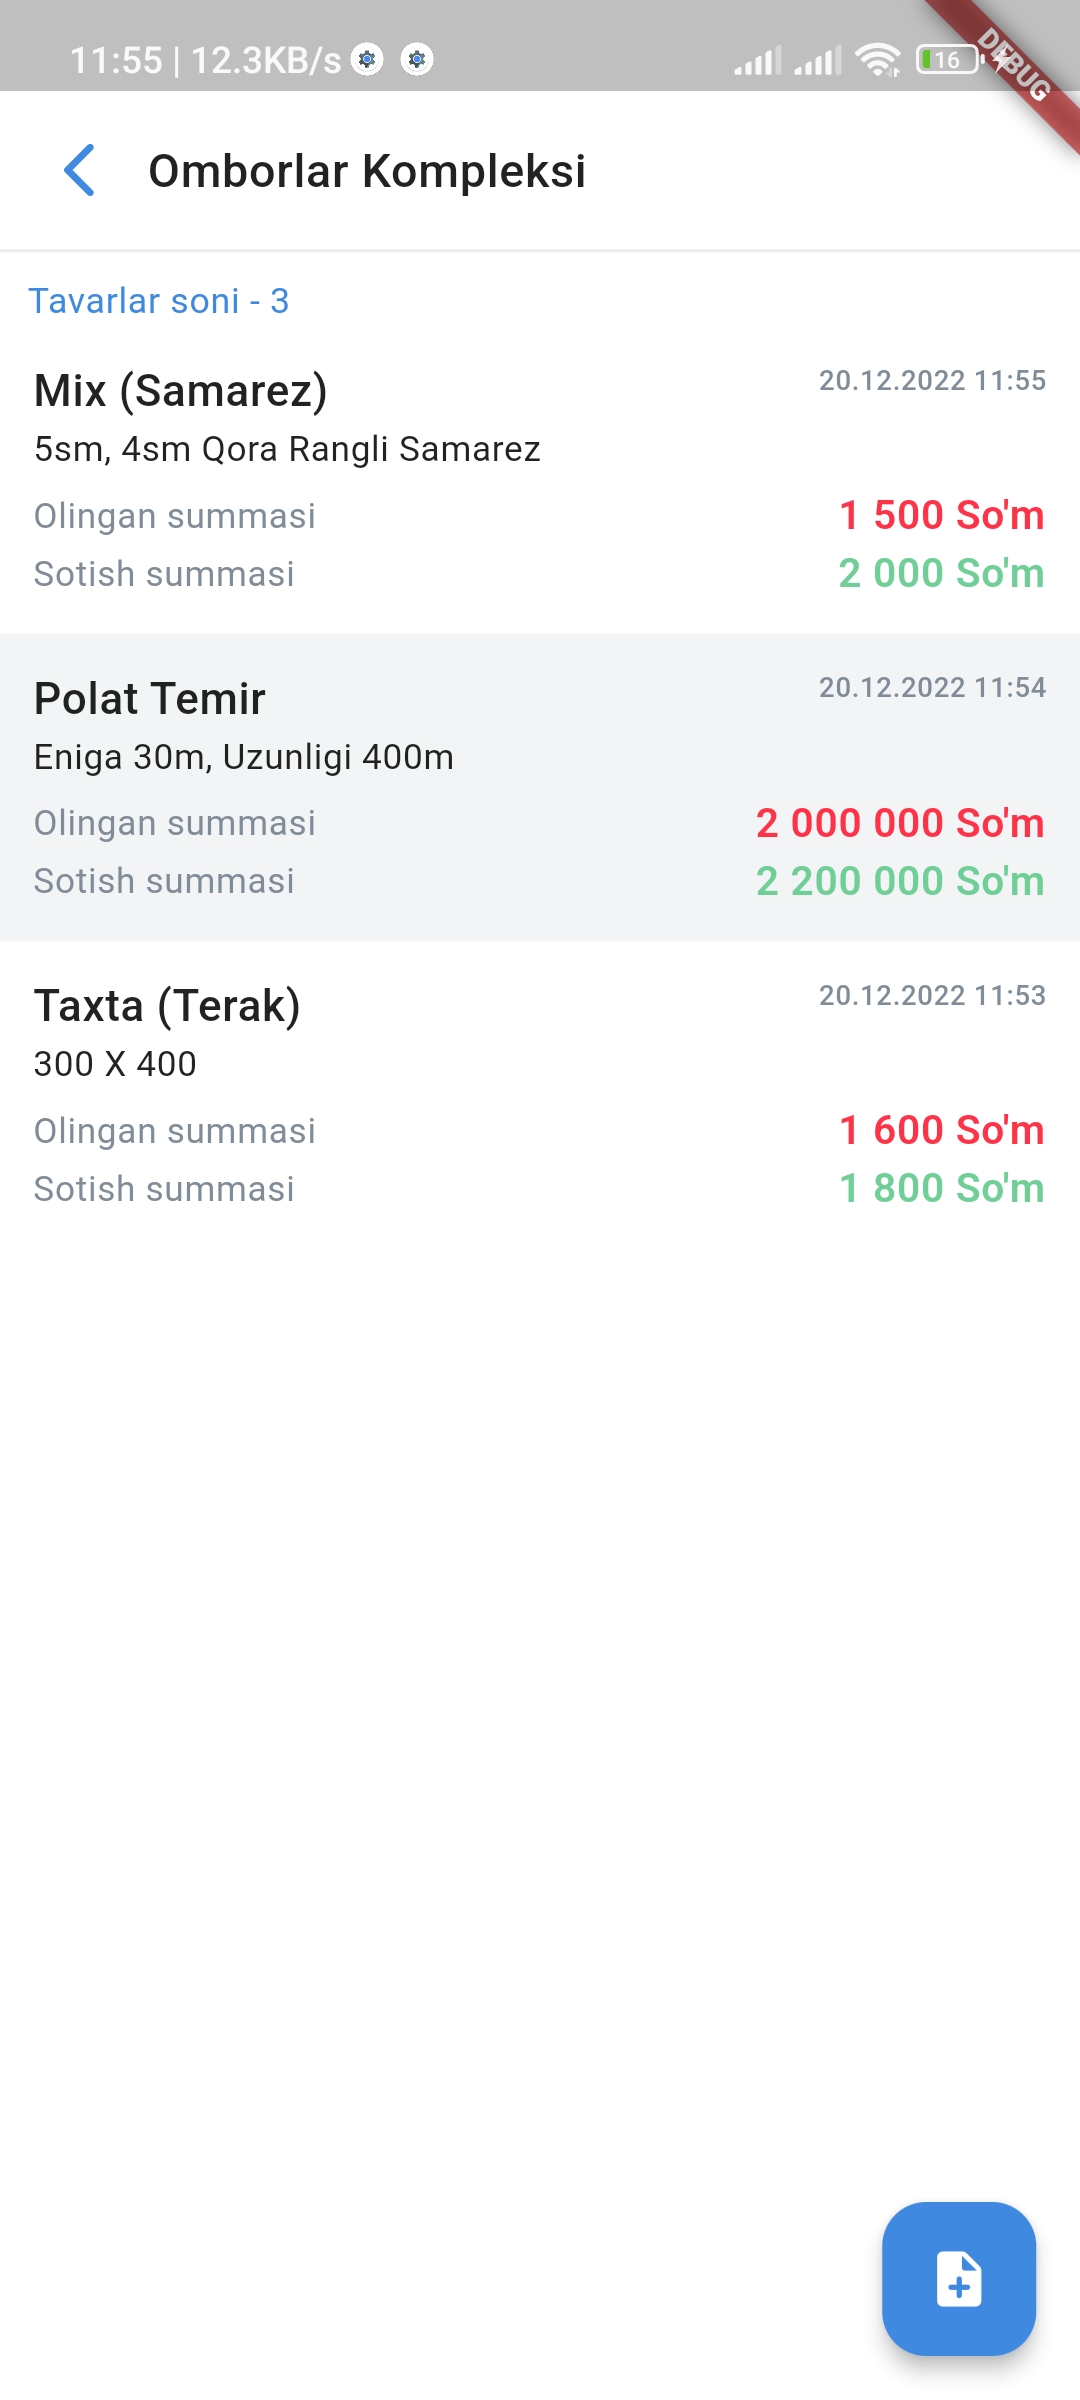 11:55 | 12.3KB/s
16
DEBUG
Omborlar Kompleksi
Tavarlar soni - 3
Mix (Samarez)
20.12.2022 11:55
5sm, 4sm Qora Rangli Samarez
Olingan summasi
1 500 So'm
Sotish summasi
2 000 So'm
Polat Temir
20.12.2022 11:54
Eniga 30m, Uzunligi 400m
Olingan summasi
2 000 000 So'm
Sotish summasi
2 200 000 So'm
Taxta (Terak)
20.12.2022 11:53
300 X 400
Olingan summasi
1 600 So'm
Sotish summasi
1 800 So'm